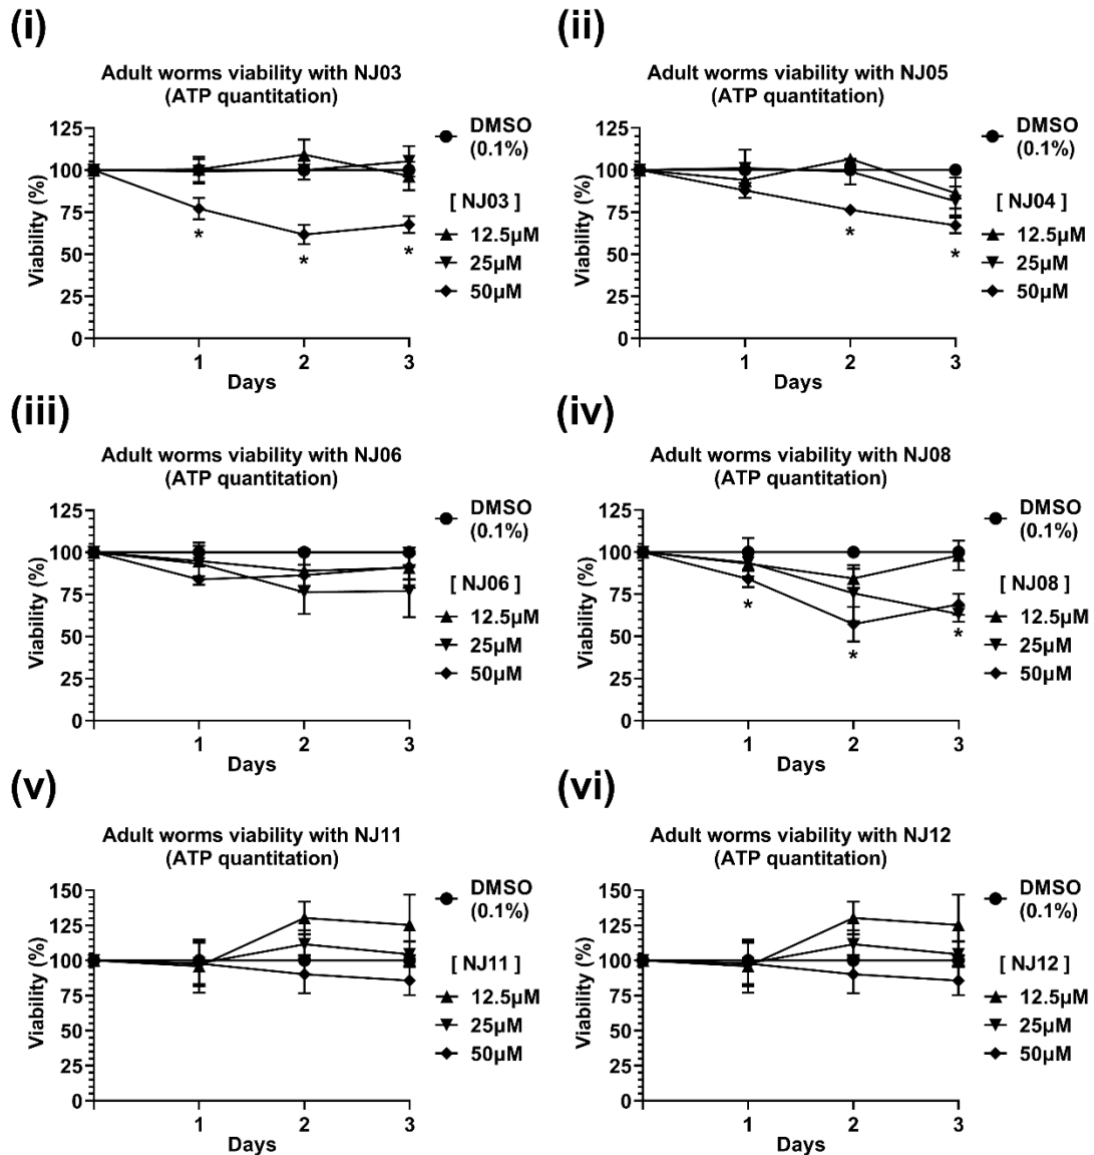 (i)
Adult worms viability with NJ03
(ATP quantitation)
125
100
75
50
25
0
Viability (%)
1
2
3
Days
DMSO
(0.1%)
[ NJ03 ]
12.5µM
25µM
50µM
*
*
*
(ii)
Adult worms viability with NJ05
(ATP quantitation)
125
100
75
50
25
0
Viability (%)
1
2
3
Days
DMSO
(0.1%)
[ NJ04 ]
12.5µM
25µM
50µM
*
*
(iii)
Adult worms viability with NJ06
(ATP quantitation)
125
100
75
50
25
0
Viability (%)
1
2
3
Days
DMSO
(0.1%)
[ NJ06 ]
12.5µM
25µM
50µM
(iv)
Adult worms viability with NJ08
(ATP quantitation)
125
100
75
50
25
0
Viability (%)
1
2
3
Days
DMSO
(0.1%)
[ NJ08 ]
12.5µM
25µM
50µM
*
*
*
(v)
Adult worms viability with NJ11
(ATP quantitation)
150
125
100
75
50
25
0
Viability (%)
1
2
3
Days
DMSO
(0.1%)
[ NJ11 ]
12.5µM
25µM
50µM
(vi)
Adult worms viability with NJ12
(ATP quantitation)
150
125
100
75
50
25
0
Viability (%)
1
2
3
Days
DMSO
(0.1%)
[ NJ12 ]
12.5µM
25µM
50µM